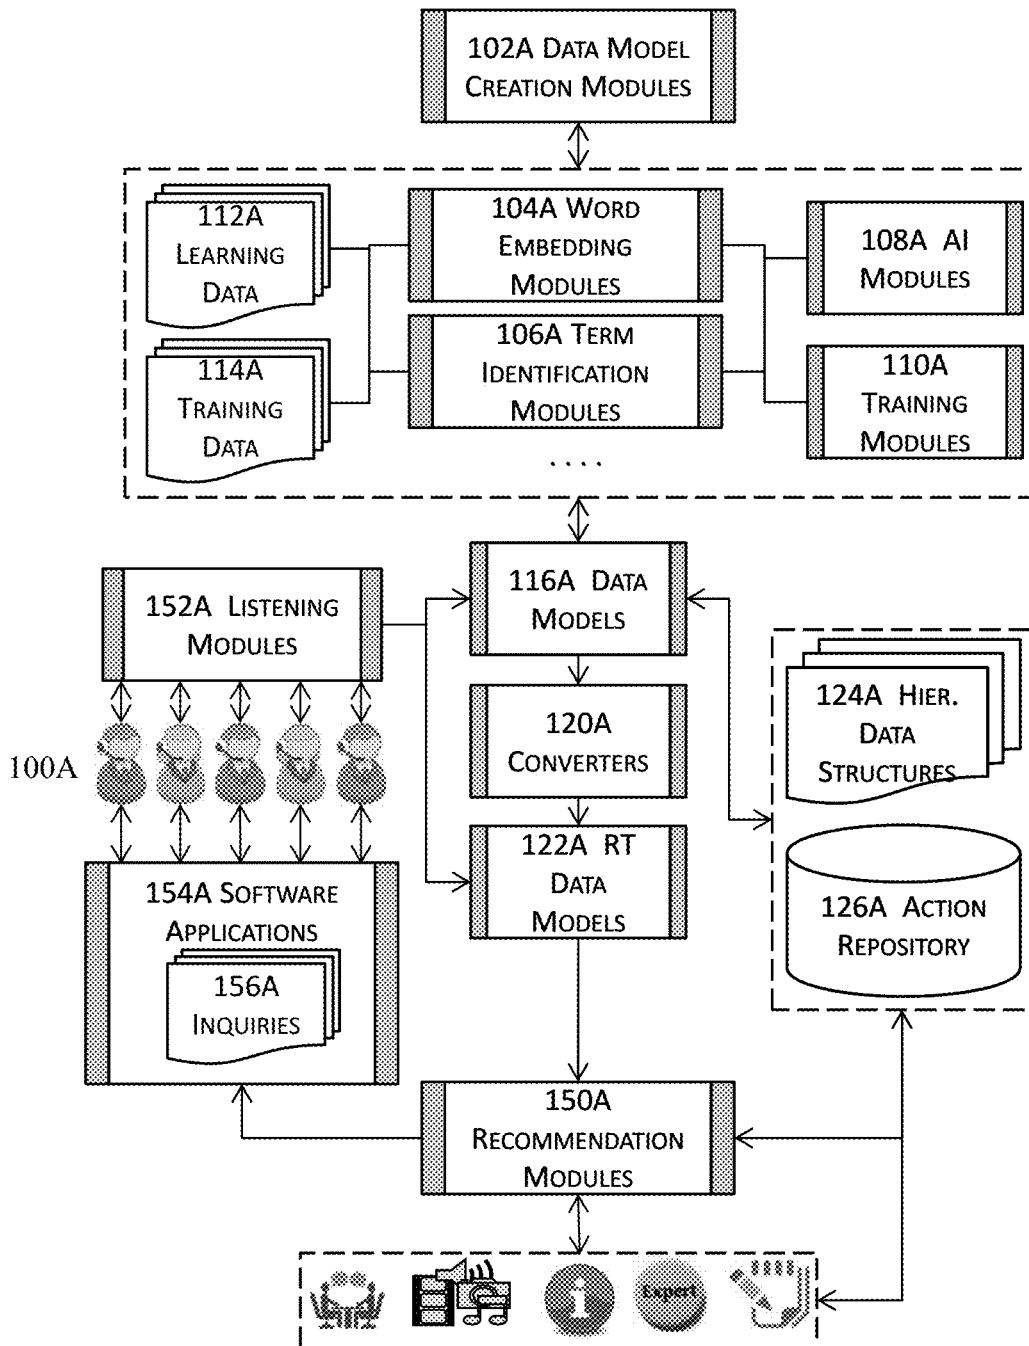 102A DATA MODEL
CREATION MODULES
112A
LEARNING
DATA
104A WORD
EMBEDDING
MODULES
108A AI
MODULES
114A
TRAINING
DATA
106A TERM
IDENTIFICATION
MODULES
110A
TRAINING
MODULES
. . . .
152A LISTENING
MODULES
116A DATA
MODELS
100A
120A
CONVERTERS
124A HIER.
DATA
STRUCTURES
122A RT
DATA
MODELS
126A ACTION
REPOSITORY
154A SOFTWARE
APPLICATIONS
156A
INQUIRIES
150A
RECOMMENDATION
MODULES
i
Expert